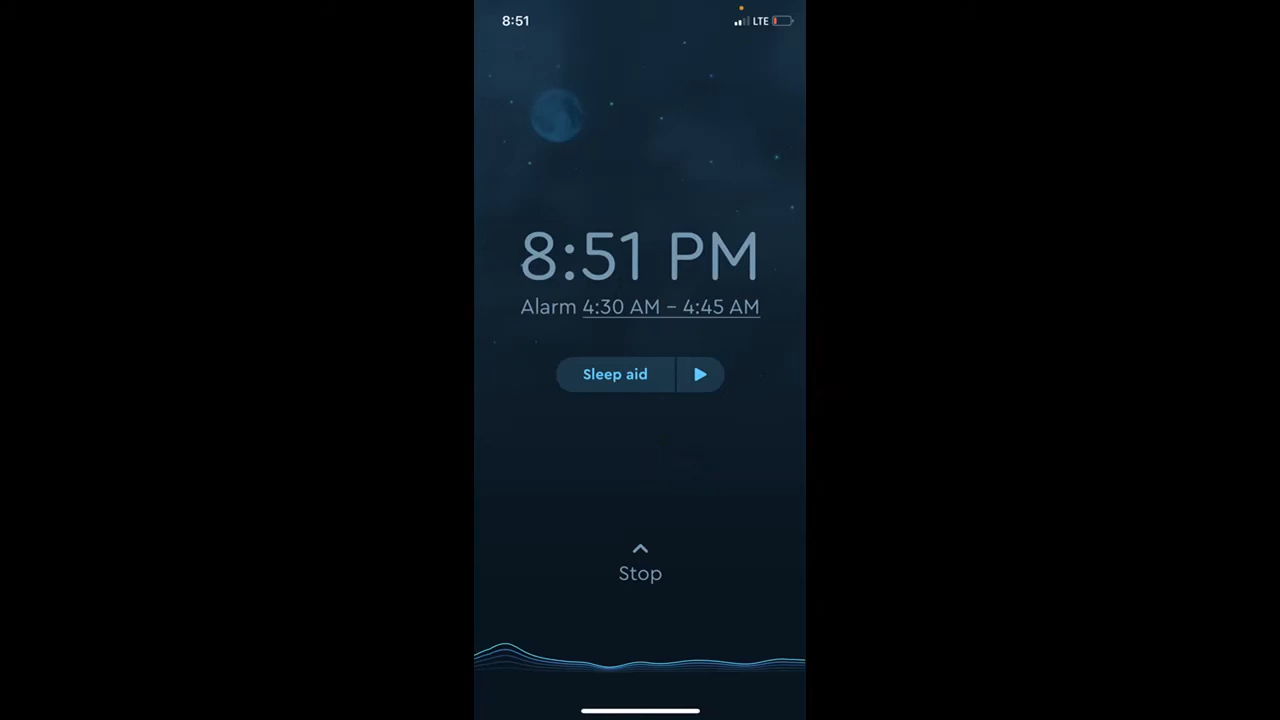 8:51
LTE
8:51 PM
Alarm 4:30 AM – 4:45 AM
Sleep aid
Stop